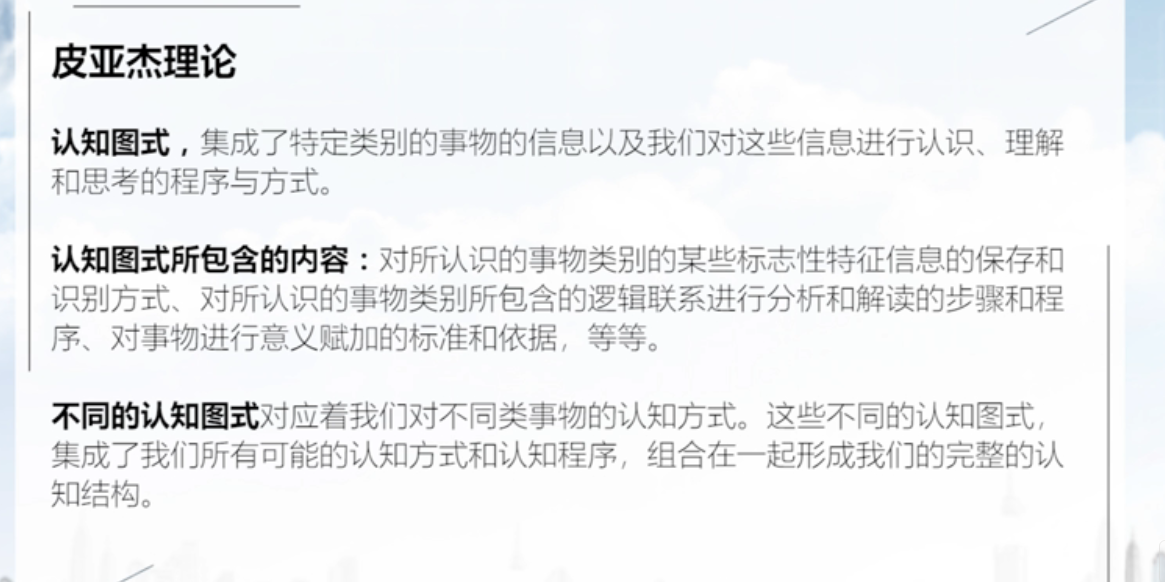 皮亚杰理论
认知图式，集成了特定类别的事物的信息以及我们对这些信息进行认识、理解
和思考的程序与方式。
认知图式所包含的内容：对所认识的事物类别的某些标志性特征信息的保存和
识别方式、对所认识的事物类别所包含的逻辑联系进行分析和解读的步骤和程
序、对事物进行意义赋加的标准和依据，等等。
不同的认知图式对应着我们对不同类事物的认知方式。这些不同的认知图式，
集成了我们所有可能的认知方式和认知程序，组合在一起形成我们的完整的认
知结构。